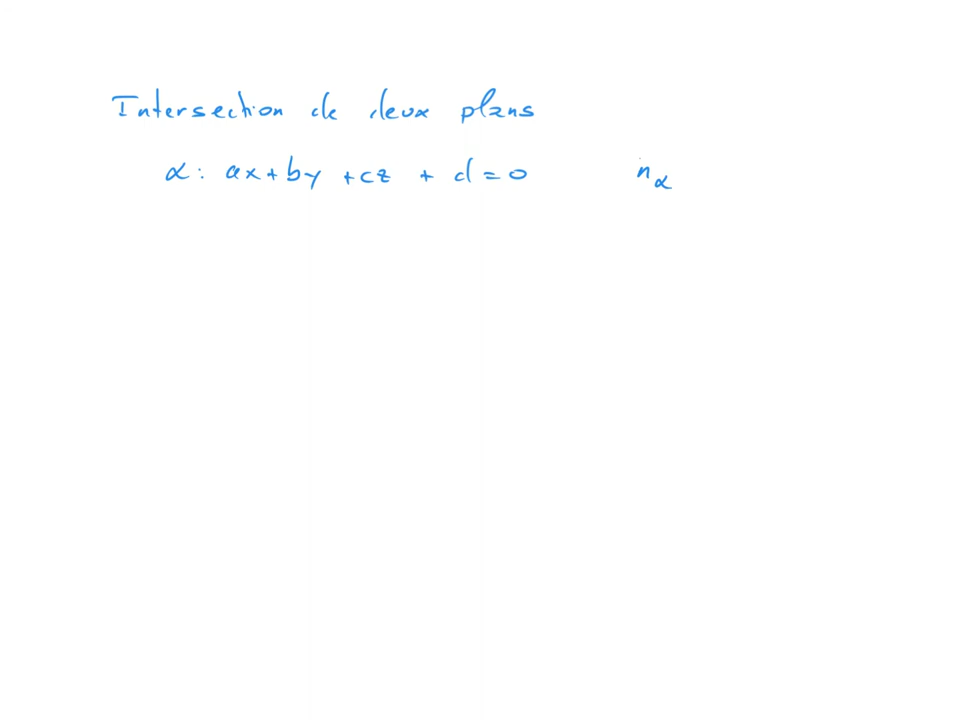 Intersection de deux plans
α: ax+by +cz + d=0 n_α